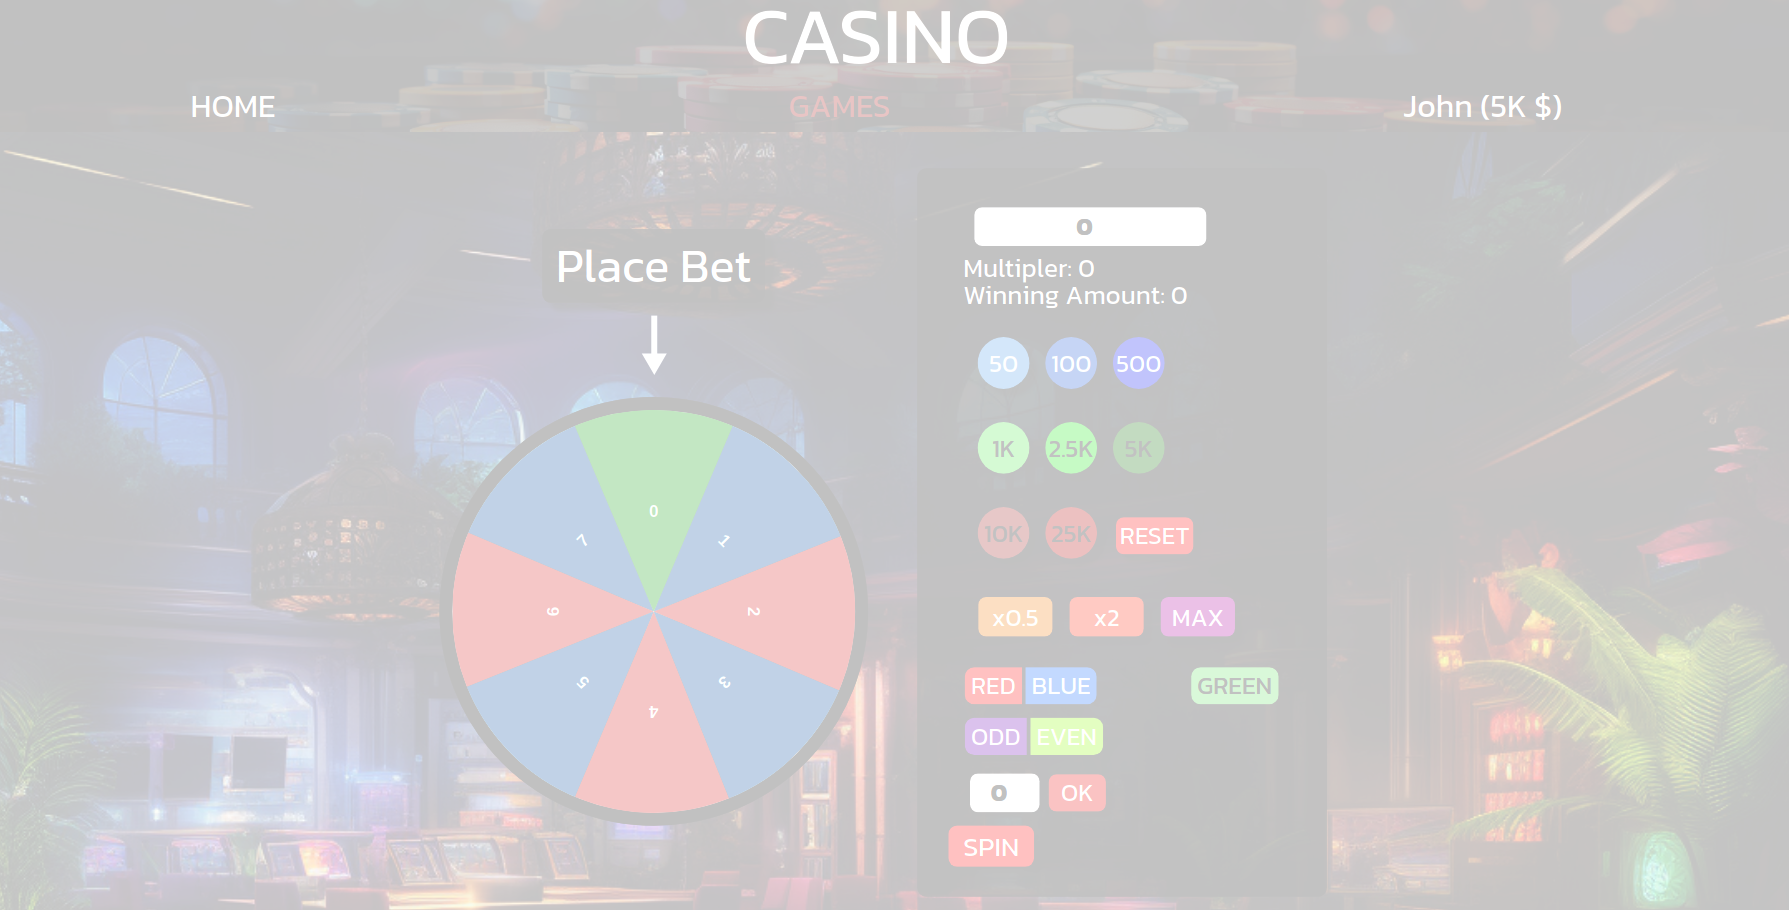 CASINO
HOME GAMES John (5K $)
0
Place Bet
Multipler: 0
Winning Amount: 0
50 100 500
1K 2.5K 5K
10K 25K RESET
0
7 1
6 2
5 3
4
x0.5 x2 MAX
RED BLUE GREEN
ODD EVEN
0 OK
SPIN